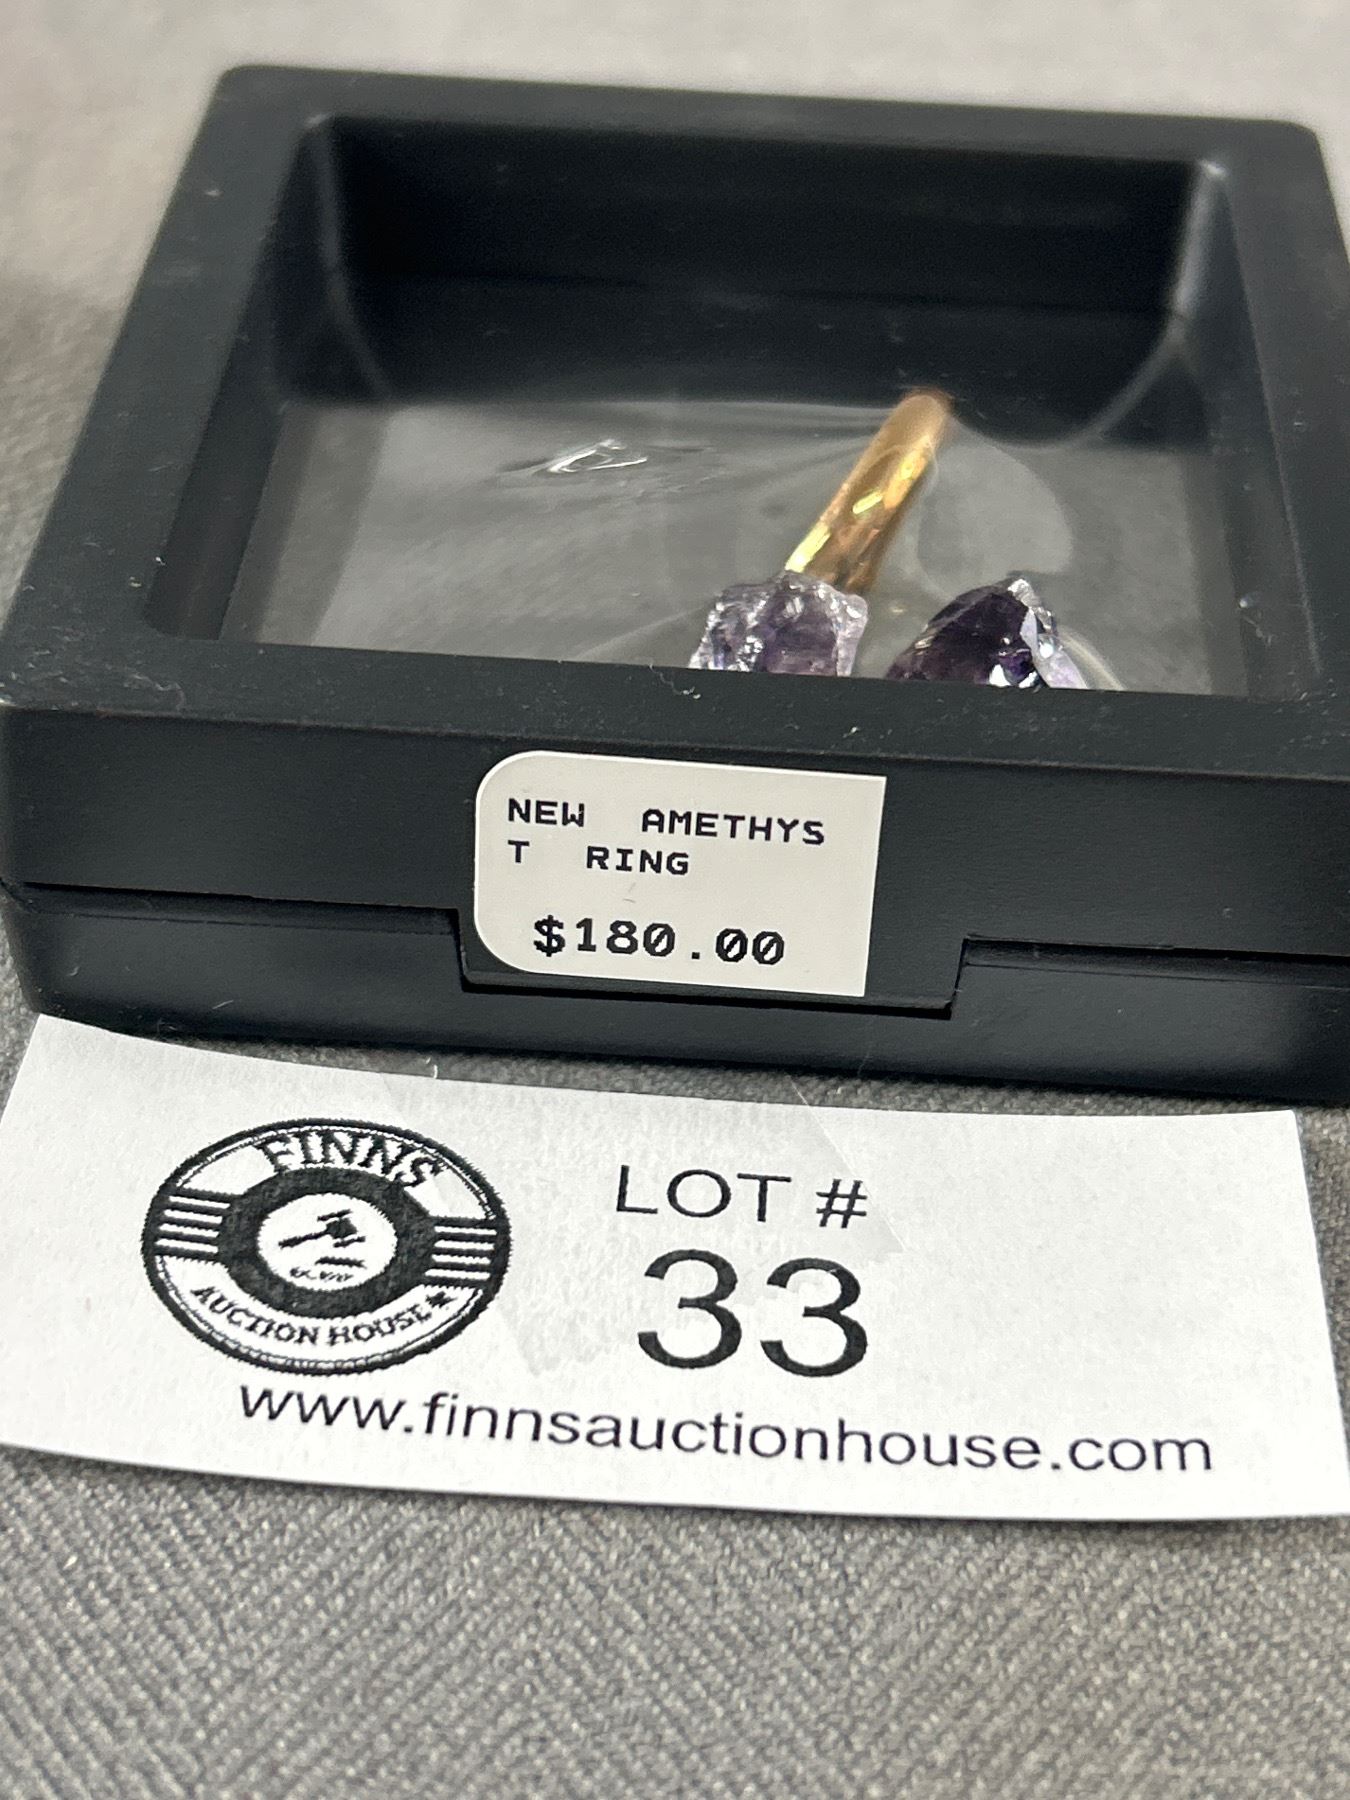 NEW AMETHYS
T RING
$180.00
FINNS
AUCTION HOUSE
LOT #
33
www.finnsauctionhouse.com